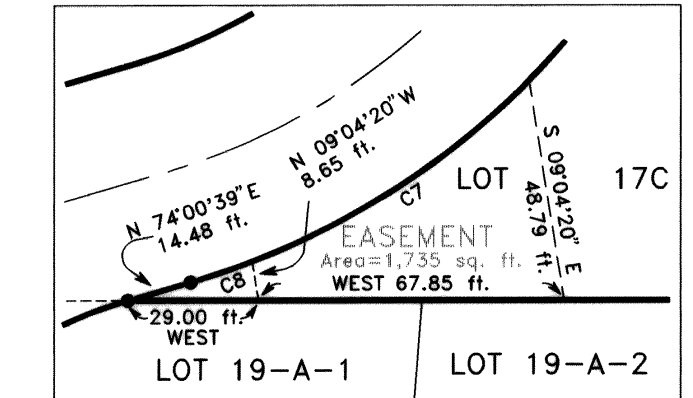 N 09°04'20" W
8.65 ft.
N 74°00'39" E
14.48 ft.
S 09°04'20" E
48.79 ft.
LOT 17C
C7
EASEMENT
Area=1,735 sq. ft.
C8
WEST 67.85 ft.
29.00 ft.
WEST
LOT 19-A-1
LOT 19-A-2